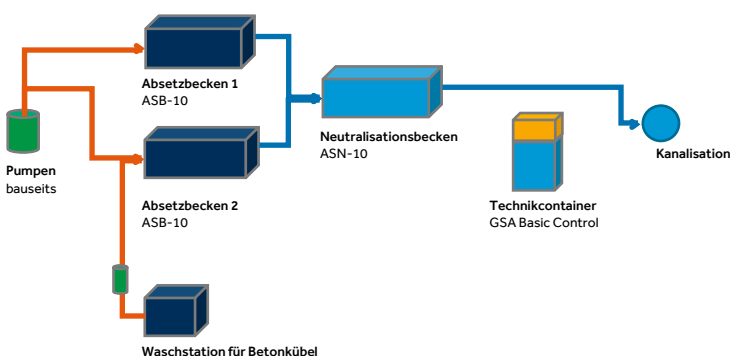 Absetzbecken 1
ASB-10
Neutralisationsbecken
ASN-10
Kanalisation
Pumpen
bauseits
Absetzbecken 2
ASB-10
Technikcontainer
GSA Basic Control
Waschstation für Betonkübel